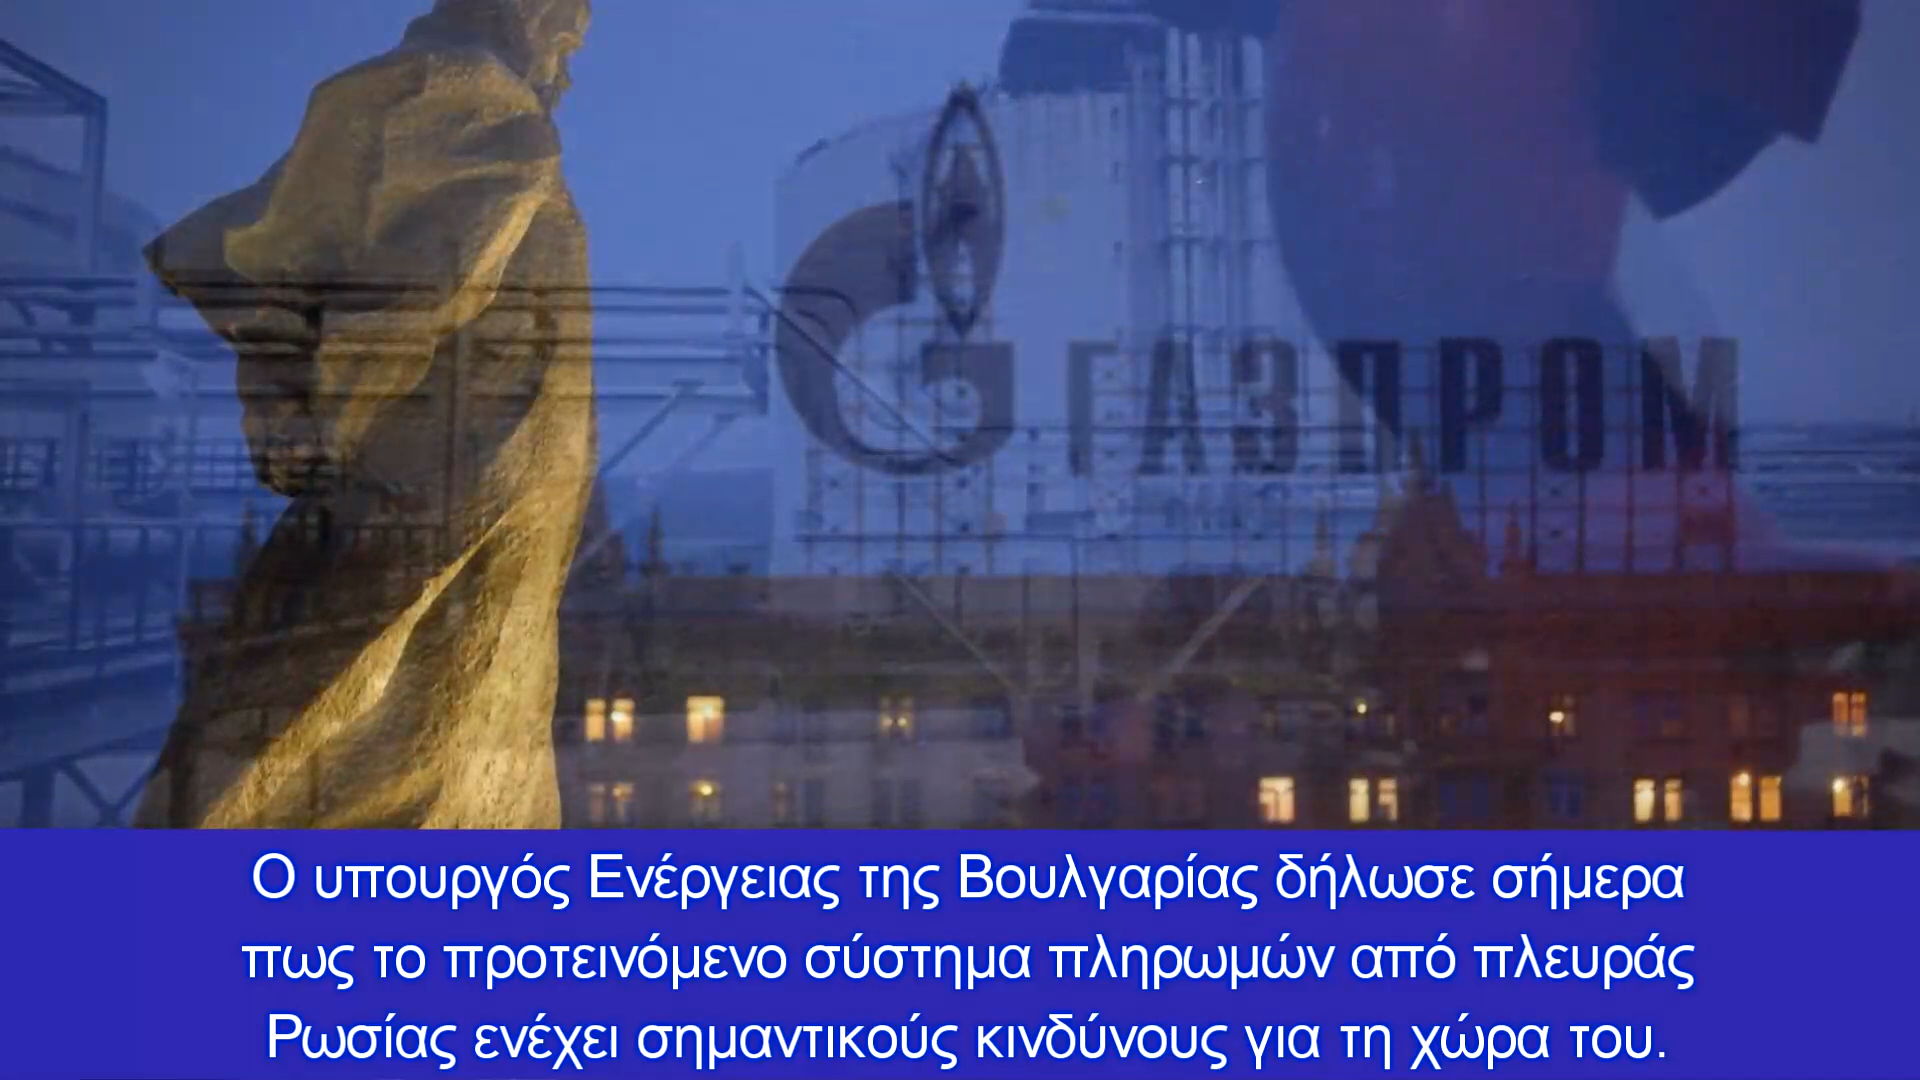 ГАЗПРОМ
Ο υπουργός Ενέργειας της Βουλγαρίας δήλωσε σήμερα
πως το προτεινόμενο σύστημα πληρωμών από πλευράς
Ρωσίας ενέχει σημαντικούς κινδύνους για τη χώρα του.